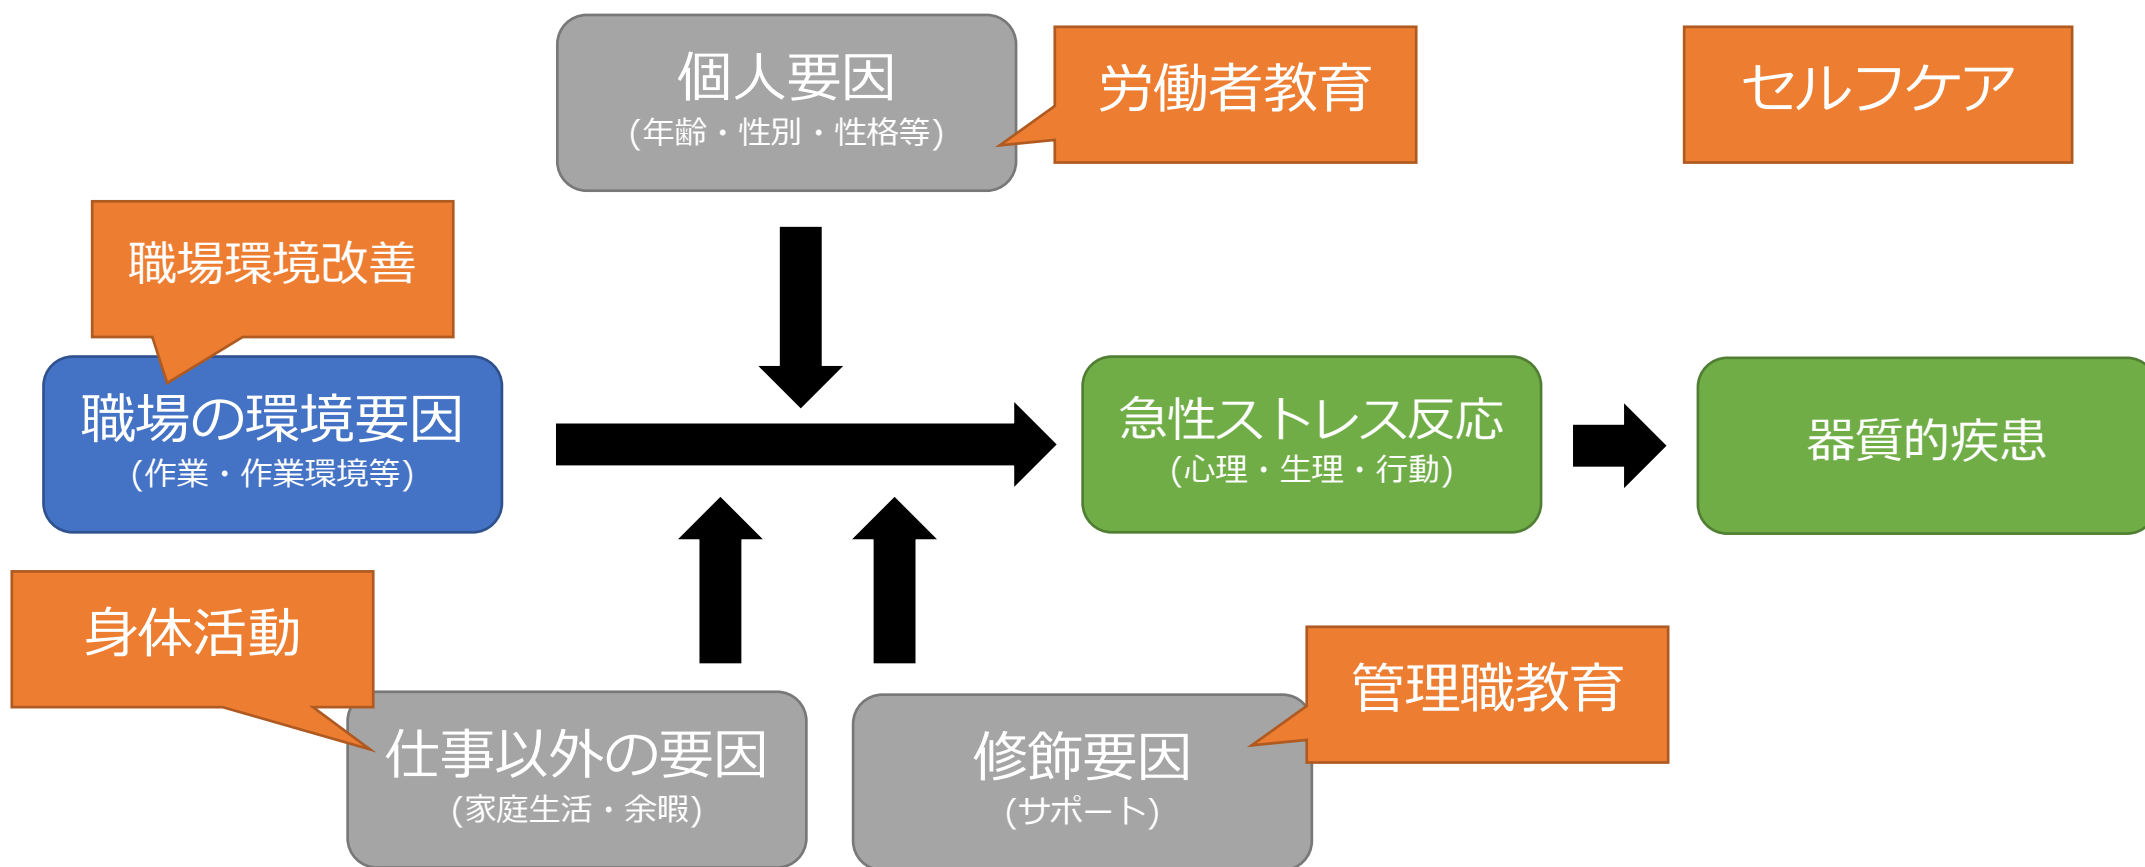 個人要因
(年齢・性別・性格等)
労働者教育
セルフケア
職場環境改善
職場の環境要因
(作業・作業環境等)
急性ストレス反応
(心理・生理・行動)
器質的疾患
身体活動
仕事以外の要因
(家庭生活・余暇)
修飾要因
(サポート)
管理職教育